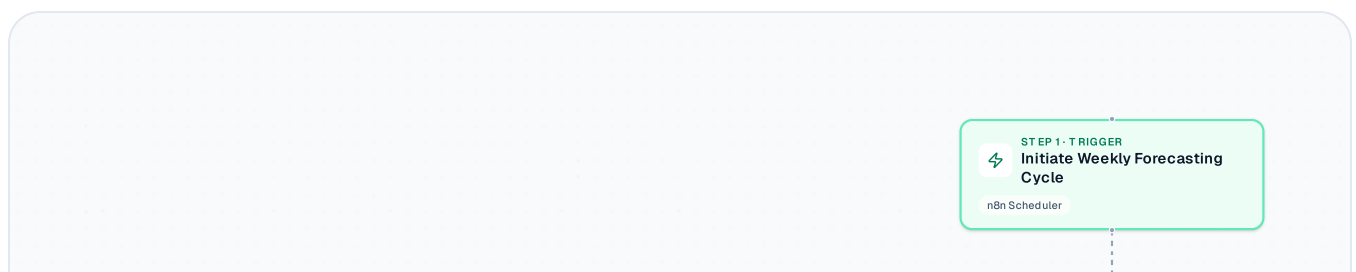 STEP 1 · TRIGGER
Initiate Weekly Forecasting
Cycle
n8n Scheduler